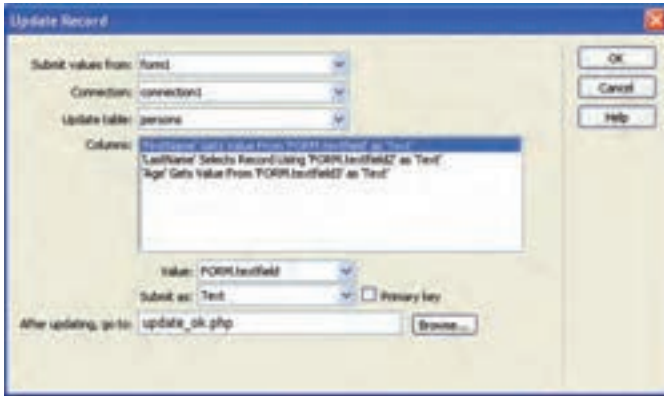 Update Record
Submit values from: form1
OK
Connection: connection1
Cancel
Update table: persons
Help
Columns: 'FirstName' Gets Value From 'FORM.textfield' as 'Text'
'LastName' Selects Record Using 'FORM.textfield2' as 'Text'
'Age' Gets Value From 'FORM.textfield3' as 'Text'
Value: FORM.textfield
Submit as: Text
Primary key
After updating, go to: update_ok.php
Browse...